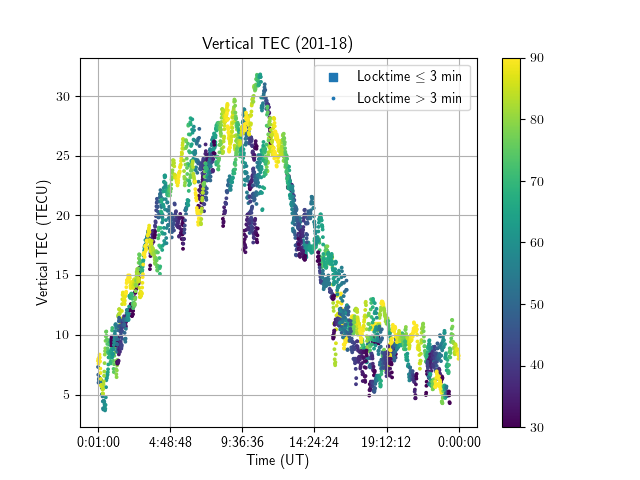 Vertical TEC (201-18)
Locktime ≤ 3 min
Locktime > 3 min
Vertical TEC (TECU)
30
25
20
15
10
5
0:01:00 4:48:48 9:36:36 14:24:24 19:12:12 0:00:00
Time (UT)
90
80
70
60
50
40
30